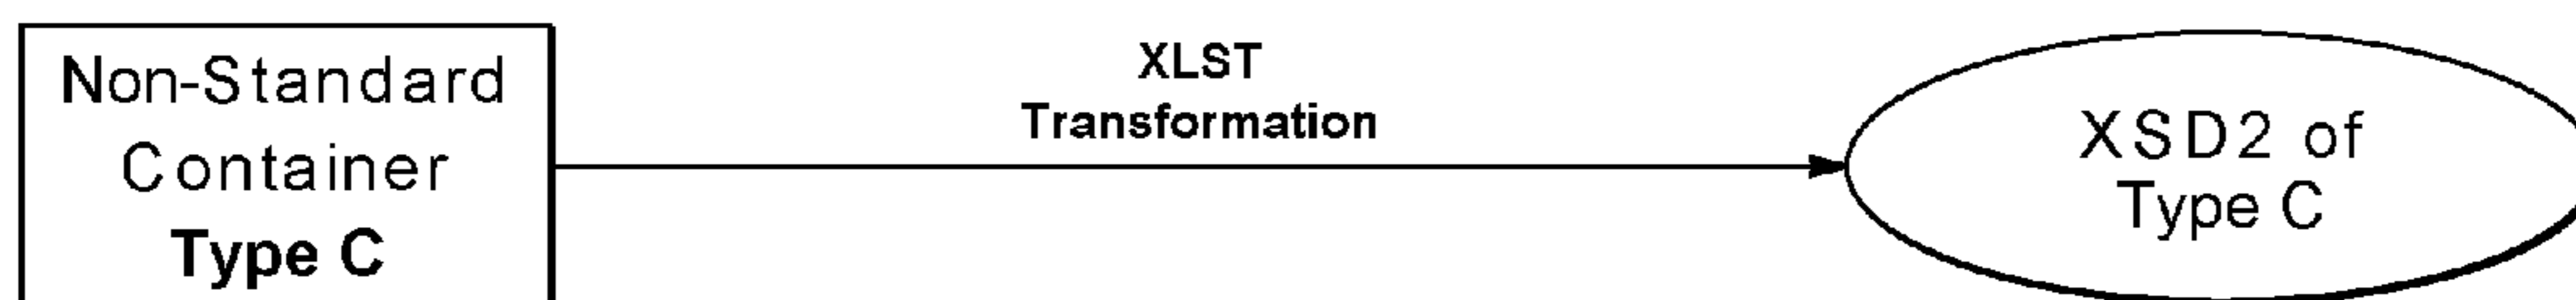 Non-Standard
Container
Type C
XLST
Transformation
XSD2 of
Type C